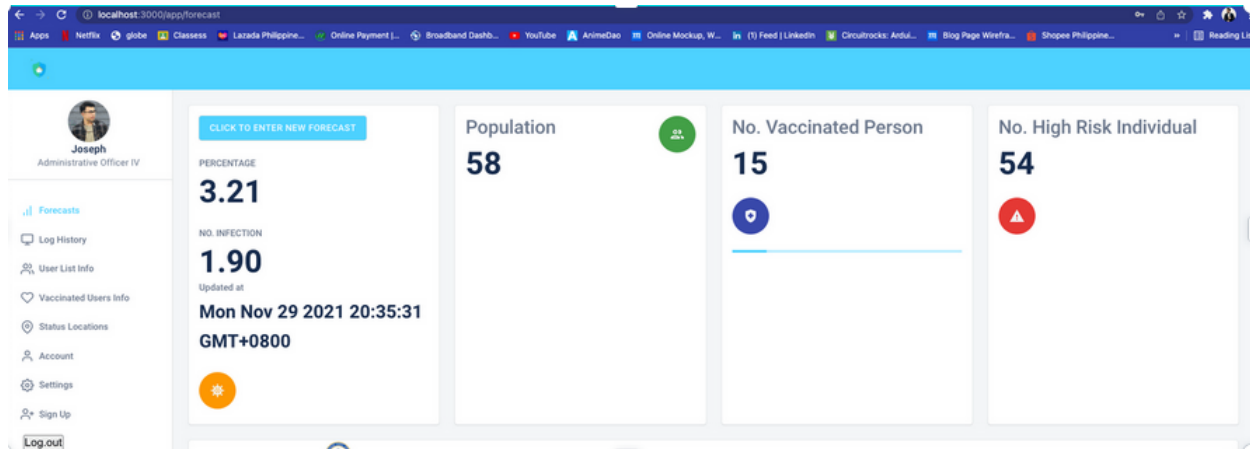 localhost:3000/app/forecast
Apps Netflix globe Classess Lazada Philippine... Online Payment |... Broadband Dashb... YouTube AnimeDao Online Mockup, W... (1) Feed | LinkedIn Circuitrocks: Ardui... Blog Page Wirefra... Shopee Philippine... » Reading Lis
Joseph
Administrative Officer IV
Forecasts
Log History
User List Info
Vaccinated Users Info
Status Locations
Account
Settings
Sign Up
Log.out
CLICK TO ENTER NEW FORECAST
PERCENTAGE
3.21
NO. INFECTION
1.90
Updated at
Mon Nov 29 2021 20:35:31
GMT+0800
Population
58
No. Vaccinated Person
15
No. High Risk Individual
54